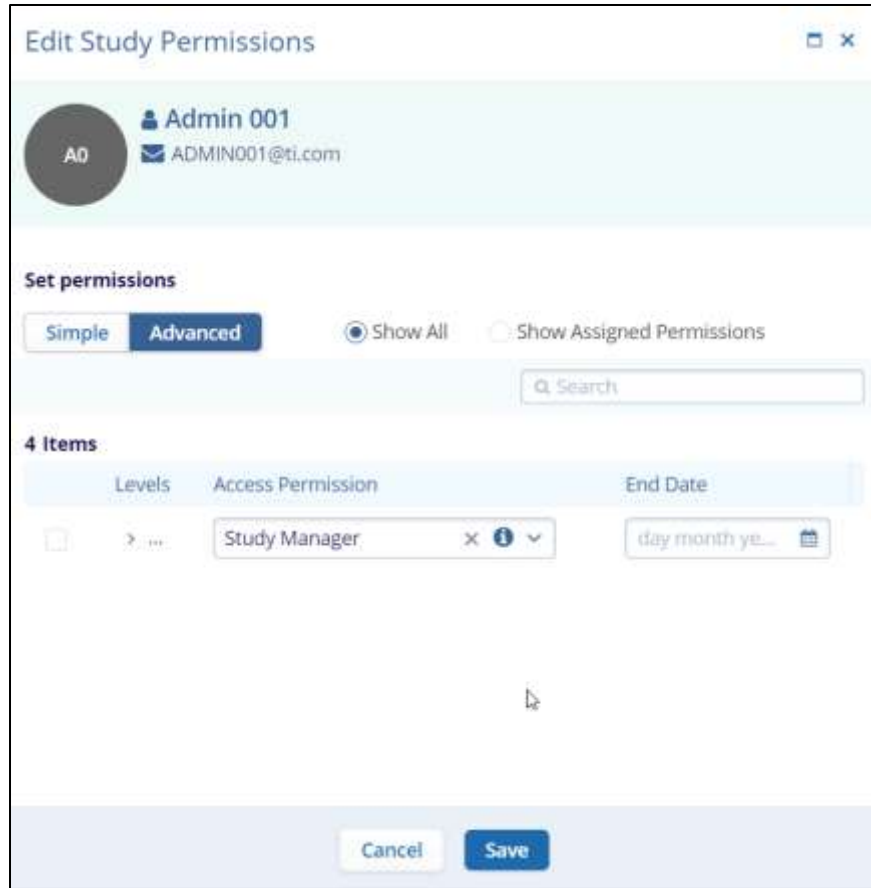 Edit Study Permissions
A0
Admin 001
ADMIN001@ti.com
Set permissions
Simple Advanced Show All Show Assigned Permissions
Search
4 Items
Levels Access Permission End Date
> ... Study Manager day month ye...
Cancel Save